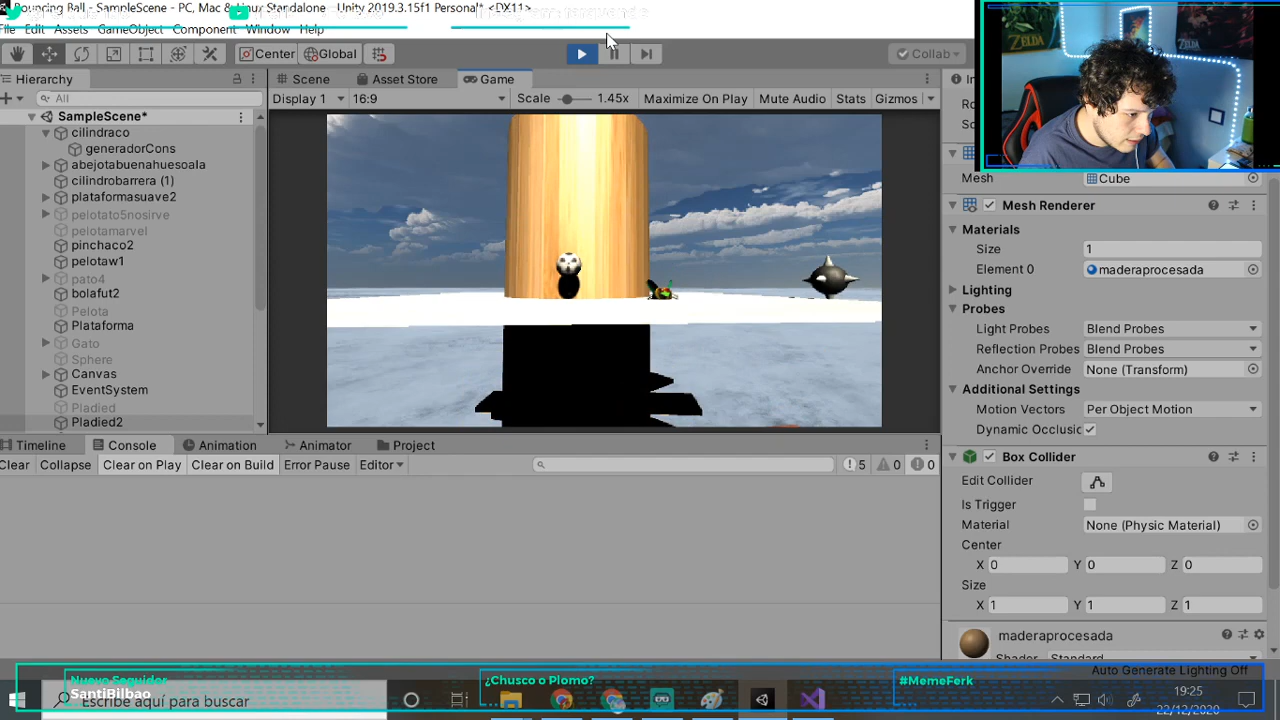 Bouncing Ball - SampleScene - PC, Mac & Linux Standalone - Unity 2019.3.15f1 Personal* <DX11>
File Edit Assets GameObject Component Window Help
Center Global Collab
Hierarchy
All
SampleScene*
cilindraco
generadorCons
abejotabuenahuesoala
cilindrobarrera (1)
plataformasuave2
pelotato5nosirve
peiotamarvel
pinchaco2
pelotaw1
pato4
bolafut2
Pelota
Plataforma
Gato
Sphere
Canvas
EventSystem
Pladied
Pladied2
Scene Asset Store Game
Display 1 16:9 Scale 1.45x Maximize On Play Mute Audio Stats Gizmos
Mesh Cube
Mesh Renderer
Materials
Size 1
Element 0 maderaprocesada
Lighting
Probes
Light Probes Blend Probes
Reflection Probes Blend Probes
Anchor Override None (Transform)
Additional Settings
Motion Vectors Per Object Motion
Dynamic Occlusic
Box Collider
Edit Collider
Is Trigger
Material None (Physic Material)
Center
X 0 Y 0 Z 0
Size
X 1 Y 1 Z 1
maderaprocesada
Shader Standard
Auto Generate Lighting Off
Timeline Console Animation Animator Project
Clear Collapse Clear on Play Clear on Build Error Pause Editor 5 0 0
ZELDA
ZELDA
Nuevo Seguidor
SantiBilbao
Escribe aquí para buscar
¿Chusco o Plomo?
#MemeFerk
19:25
22/12/2020